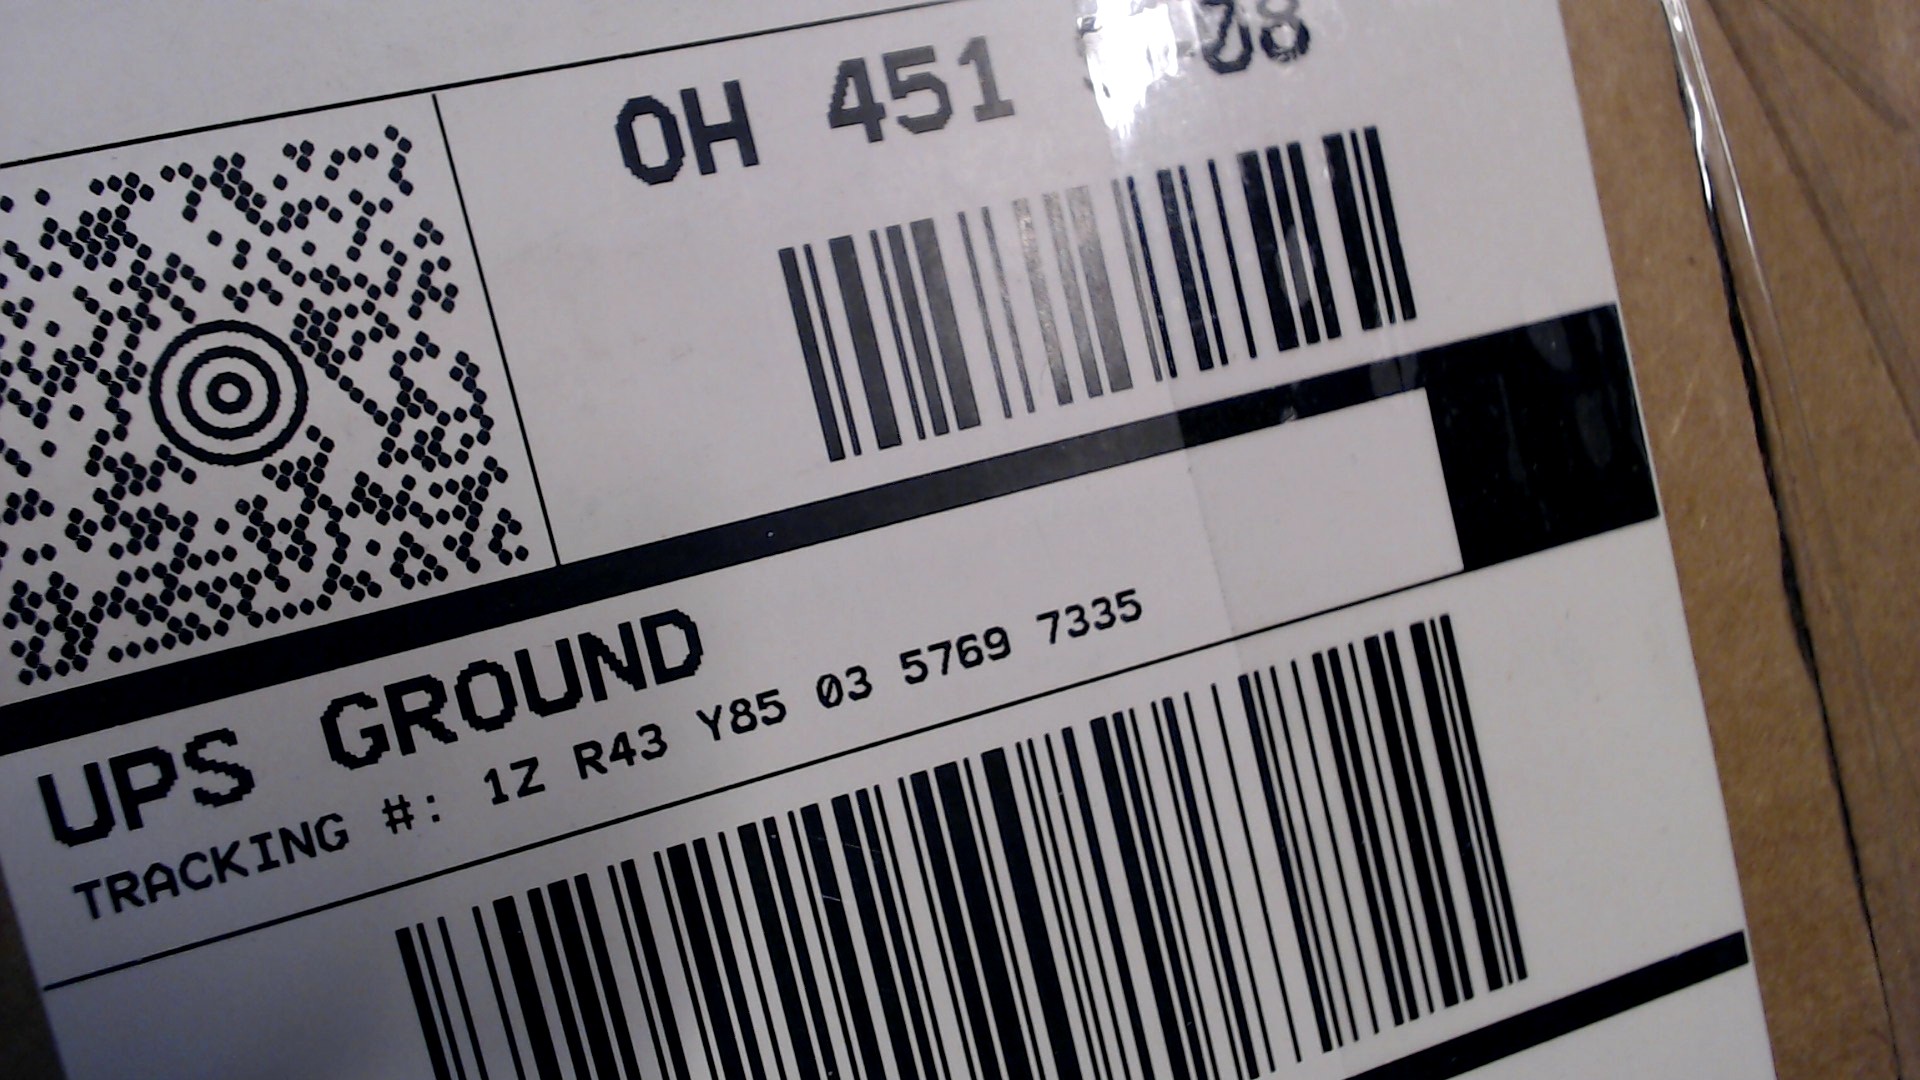 OH 451
UPS GROUND
TRACKING #: 1Z R43 Y85 03 5769 7335